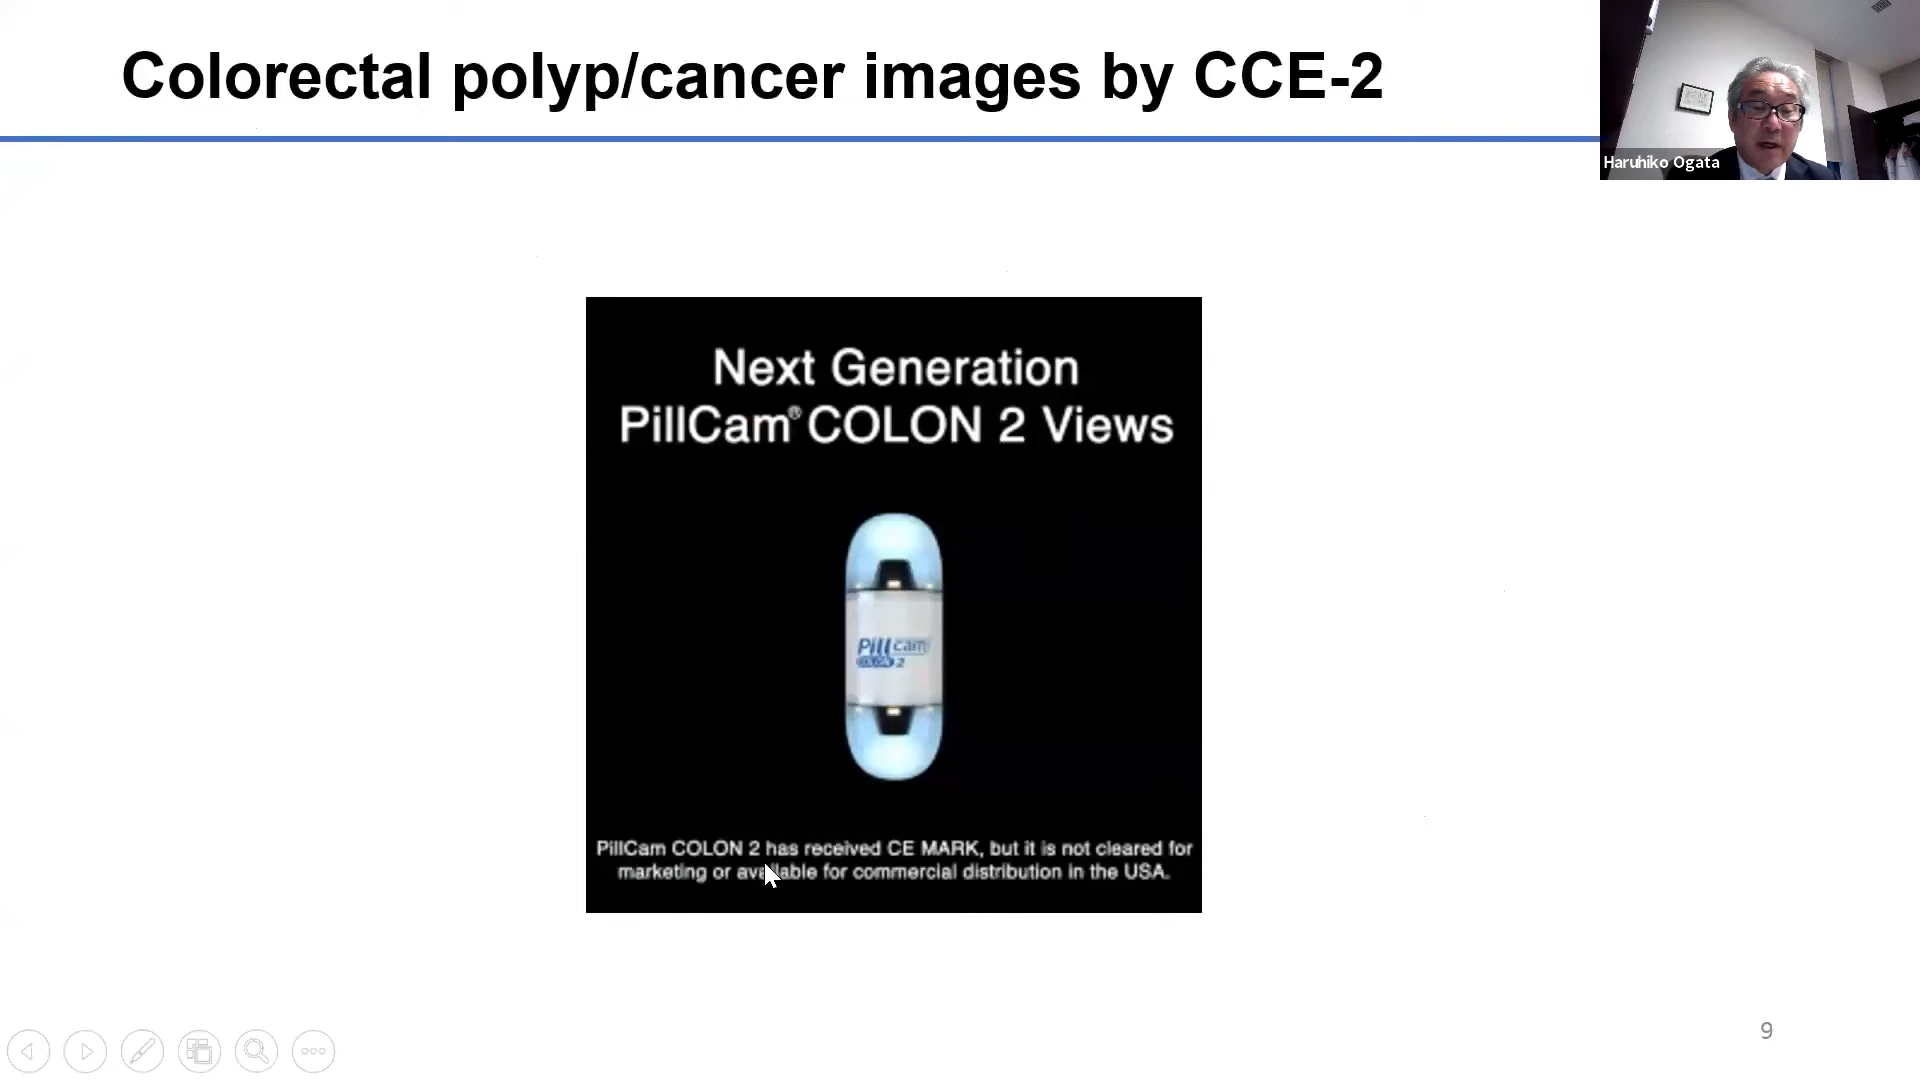 Colorectal polyp/cancer images by CCE-2
Haruhiko Ogata
Next Generation
PillCam® COLON 2 Views
Pillcam
COLON 2
PillCam COLON 2 has received CE MARK, but it is not cleared for
marketing or available for commercial distribution in the USA.
9